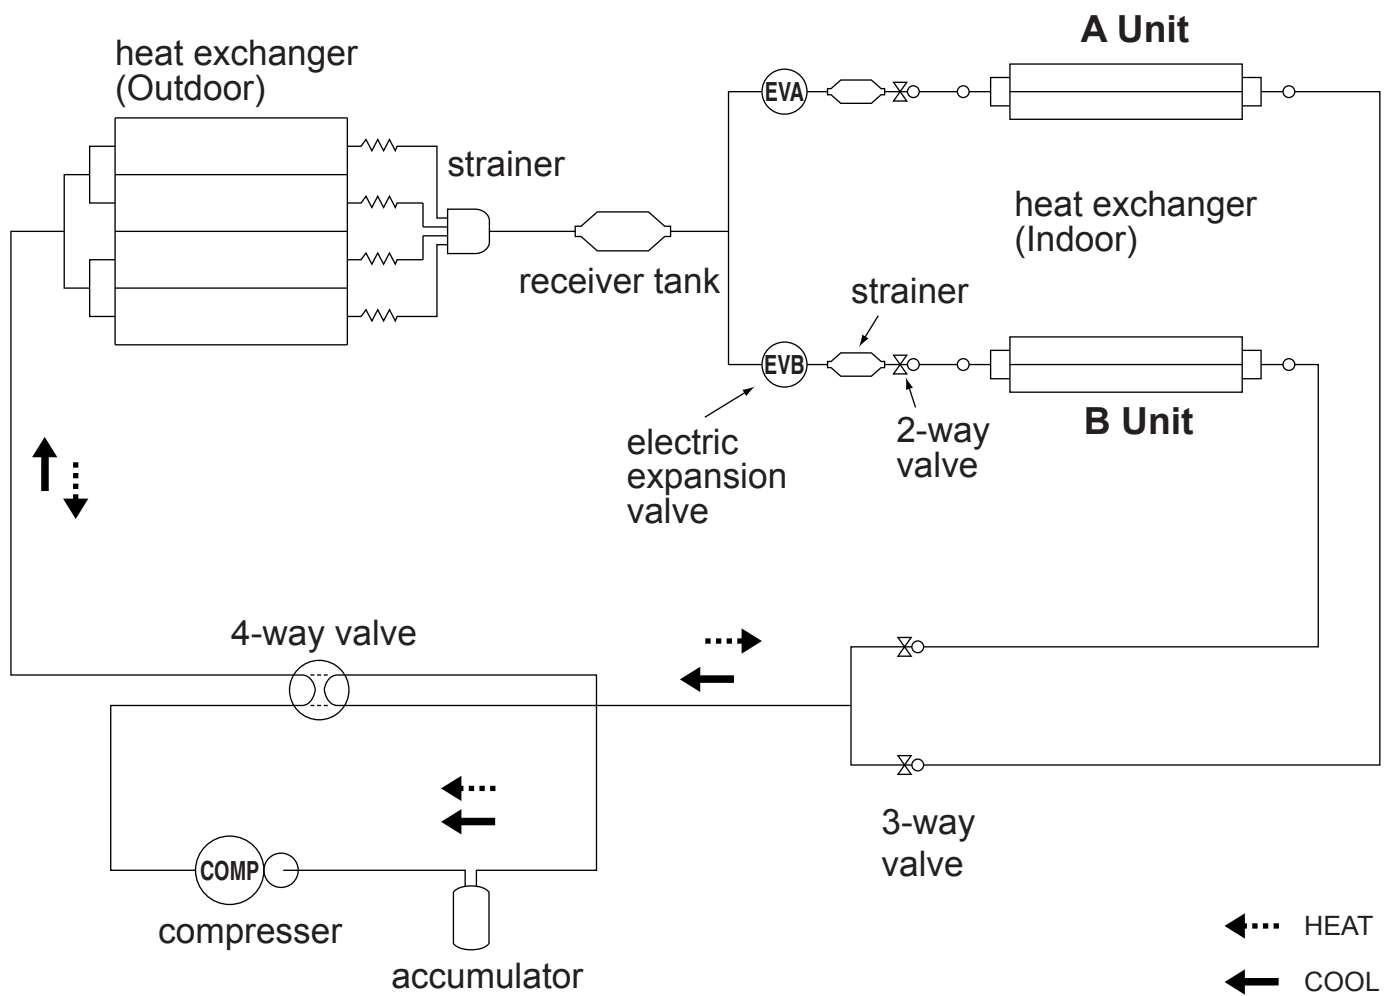 A Unit
heat exchanger
(Outdoor)
EVA
strainer
heat exchanger
(Indoor)
receiver tank
strainer
EVB
B Unit
2-way
valve
electric
expansion
valve
4-way valve
3-way
valve
COMP
compresser
accumulator
HEAT
COOL